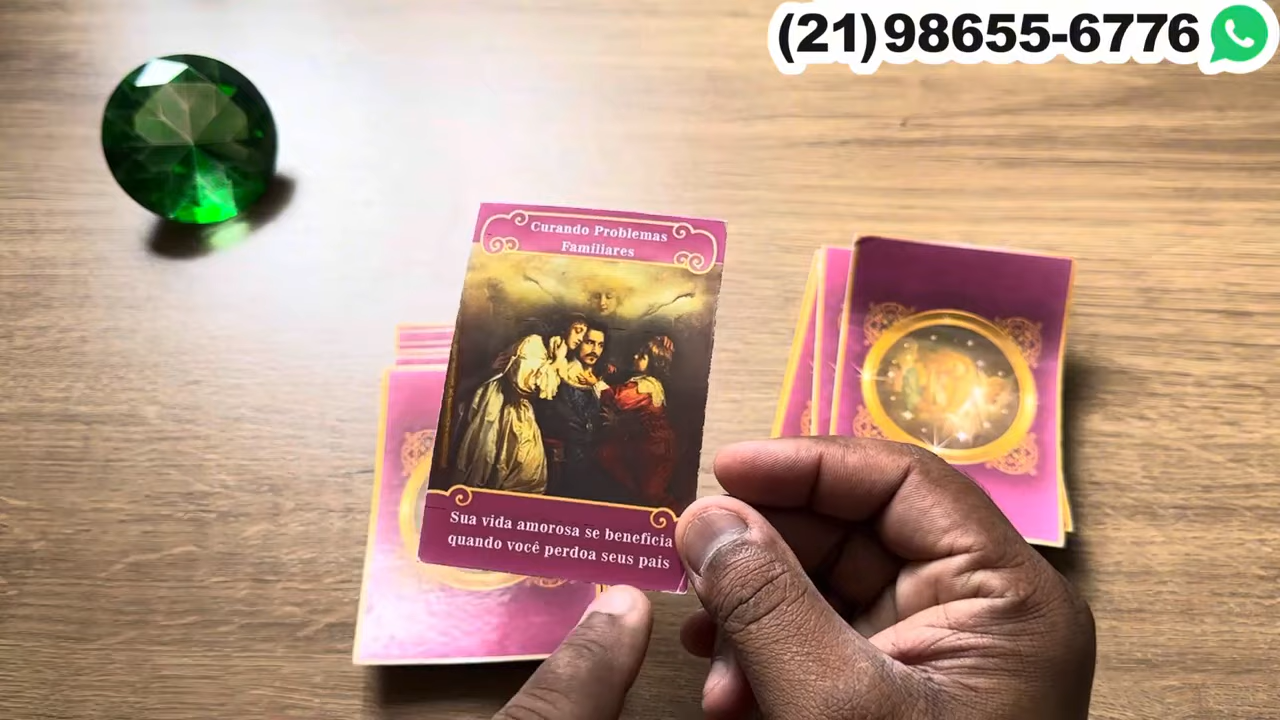 (21)98655-6776
Curando Problemas
Familiares
Sua vida amorosa se beneficia
quando você perdoa seus pais